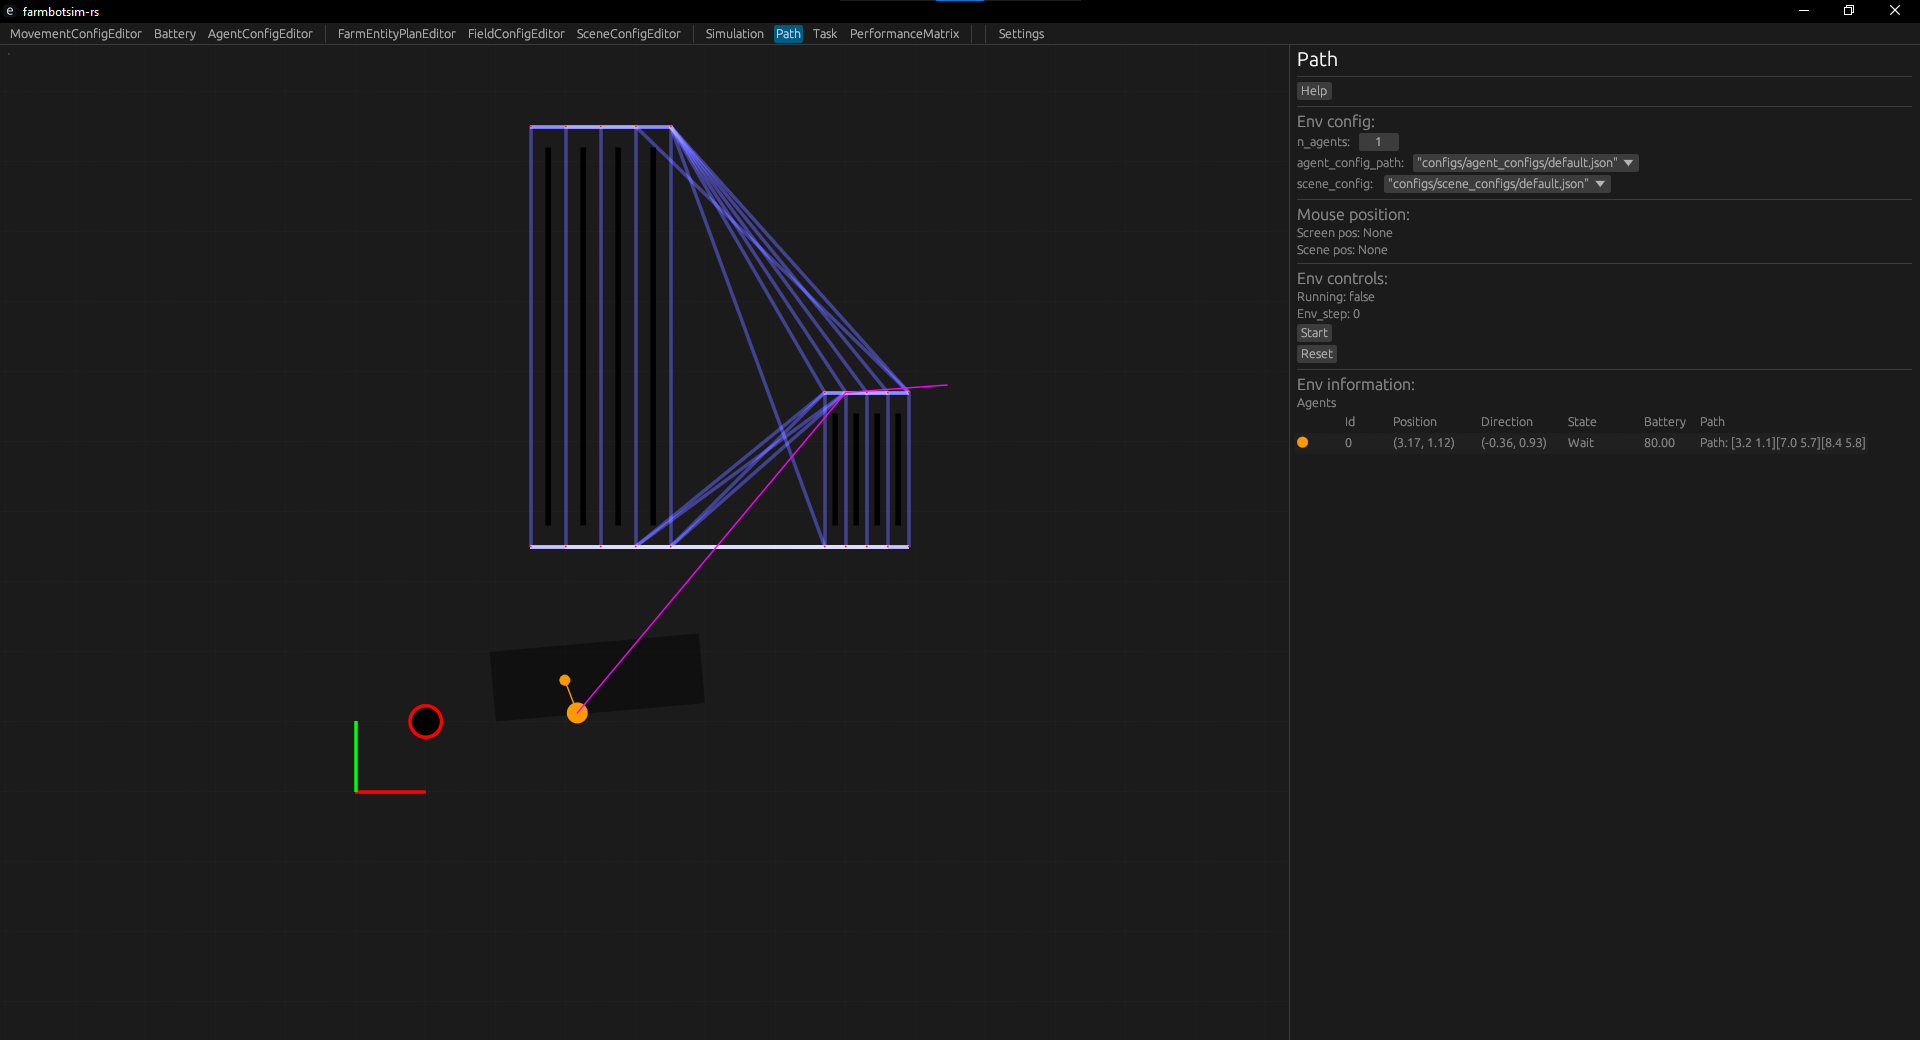 e farmbotsim-rs
MovementConfigEditor Battery AgentConfigEditor FarmEntityPlanEditor FieldConfigEditor SceneConfigEditor Simulation Path Task PerformanceMatrix Settings
Path
Help
Env config:
n_agents: 1
agent_config_path: "configs/agent_configs/default.json"
scene_config: "configs/scene_configs/default.json"
Mouse position:
Screen pos: None
Scene pos: None
Env controls:
Running: false
Env_step: 0
Start
Reset
Env information:
Agents
Id Position Direction State Battery Path
0 (3.17, 1.12) (-0.36, 0.93) Wait 80.00 Path: [3.2 1.1][7.0 5.7][8.4 5.8]